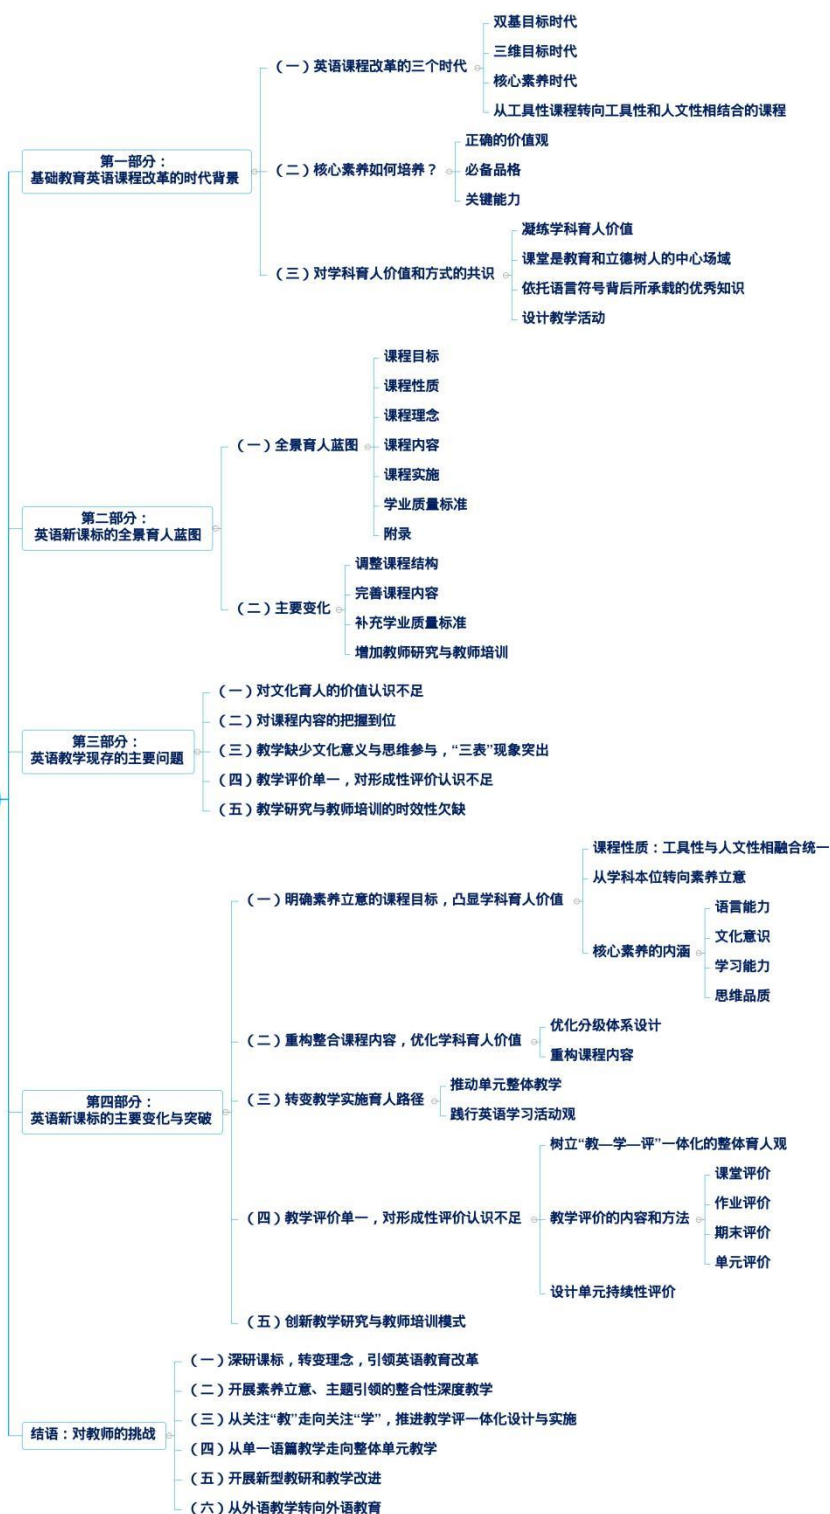 第一部分：
基础教育英语课程改革的时代背景
（一）英语课程改革的三个时代
双基目标时代
三维目标时代
核心素养时代
从工具性课程转向工具性和人文性相结合的课程
（二）核心素养如何培养？
正确的价值观
必备品格
关键能力
（三）对学科育人价值和方式的共识
凝练学科育人价值
课堂是教育和立德树人的中心场域
依托语言符号背后所承载的优秀知识
设计教学活动
第二部分：
英语新课标的全景育人蓝图
（一）全景育人蓝图
课程目标
课程性质
课程理念
课程内容
课程实施
学业质量标准
附录
（二）主要变化
调整课程结构
完善课程内容
补充学业质量标准
增加教师研究与教师培训
第三部分：
英语教学现存的主要问题
（一）对文化育人的价值认识不足
（二）对课程内容的把握到位
（三）教学缺少文化意义与思维参与，“三表”现象突出
（四）教学评价单一，对形成性评价认识不足
（五）教学研究与教师培训的时效性欠缺
第四部分：
英语新课标的主要变化与突破
（一）明确素养立意的课程目标，凸显学科育人价值
课程性质：工具性与人文性相融合统一
从学科本位转向素养立意
核心素养的内涵
语言能力
文化意识
学习能力
思维品质
（二）重构整合课程内容，优化学科育人价值
优化分级体系设计
重构课程内容
（三）转变教学实施育人路径
推动单元整体教学
践行英语学习活动观
（四）教学评价单一，对形成性评价认识不足
树立“教—学—评”一体化的整体育人观
教学评价的内容和方法
课堂评价
作业评价
期末评价
单元评价
设计单元持续性评价
（五）创新教学研究与教师培训模式
结语：对教师的挑战
（一）深研课标，转变理念，引领英语教育改革
（二）开展素养立意、主题引领的整合性深度教学
（三）从关注“教”走向关注“学”，推进教学评一体化设计与实施
（四）从单一语篇教学走向整体单元教学
（五）开展新型教研和教学改进
（六）从外语教学转向外语教育